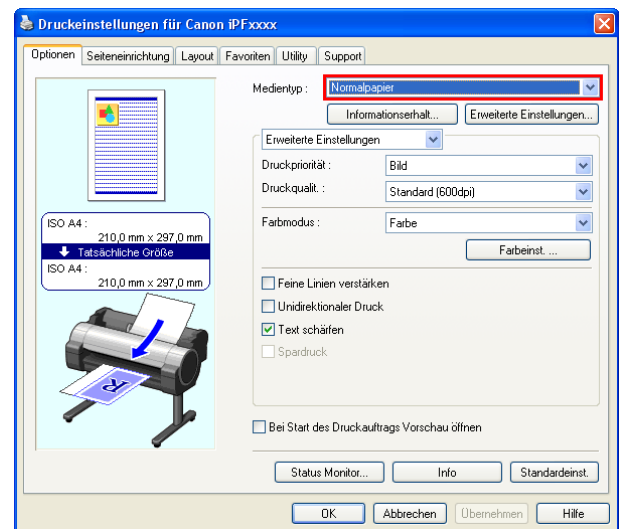 Druckeinstellungen für Canon iPFxxxx
Optionen Seiteneinrichtung Layout Favoriten Utility Support
Medientyp : Normalpapier
Informationserhalt... Erweiterte Einstellungen...
Erweiterte Einstellungen
Druckpriorität : Bild
Druckqualit. : Standard (600dpi)
Farbmodus : Farbe
Farbeinst. ...
ISO A4 :
210,0 mm x 297,0 mm
Tatsächliche Größe
ISO A4 :
210,0 mm x 297,0 mm
R
Feine Linien verstärken
Unidirektionaler Druck
Text schärfen
Spardruck
Bei Start des Druckauftrags Vorschau öffnen
Status Monitor... Info Standardeinst.
OK Abbrechen Übernehmen Hilfe